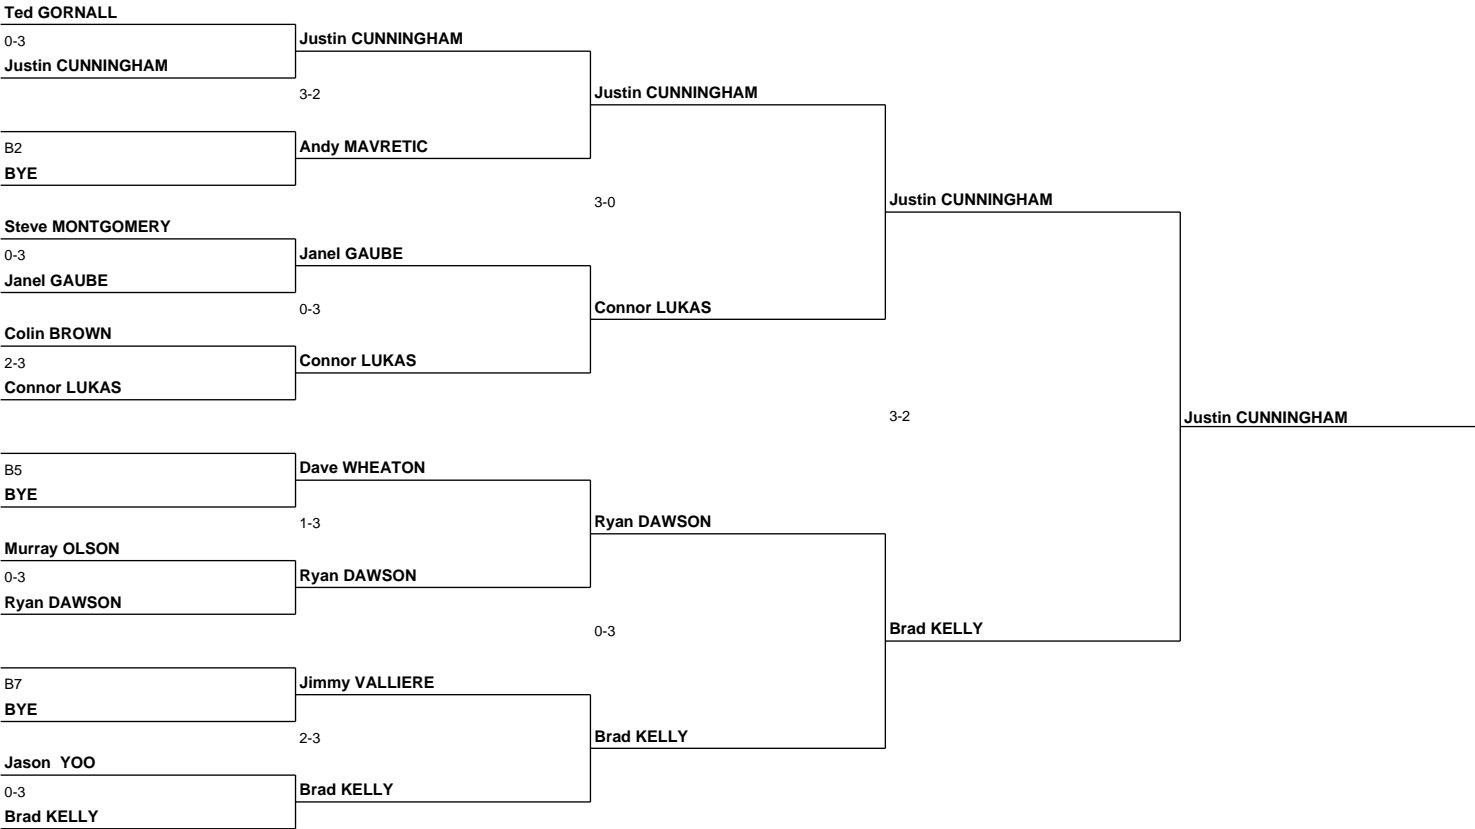 Ted GORNALL
0-3
Justin CUNNINGHAM
B2
BYE
Steve MONTGOMERY
0-3
Janel GAUBE
Colin BROWN
2-3
Connor LUKAS
B5
BYE
Murray OLSON
0-3
Ryan DAWSON
B7
BYE
Jason YOO
0-3
Brad KELLY
Justin CUNNINGHAM
3-2
Andy MAVRETIC
Janel GAUBE
0-3
Connor LUKAS
Dave WHEATON
1-3
Ryan DAWSON
Jimmy VALLIERE
2-3
Brad KELLY
Justin CUNNINGHAM
3-0
Connor LUKAS
Ryan DAWSON
0-3
Brad KELLY
Justin CUNNINGHAM
3-2
Brad KELLY
Justin CUNNINGHAM